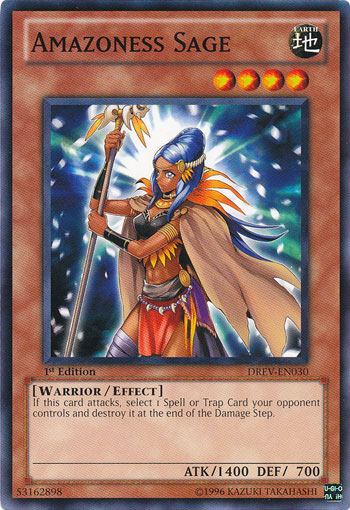 AMAZONESS SAGE
EARTH
地
1st Edition
DREV-EN030
[WARRIOR/EFFECT]
If this card attacks, select 1 Spell or Trap Card your opponent
controls and destroy it at the end of the Damage Step.
ATK/1400 DEF/ 700
53162898
©1996 KAZUKI TAKAHASHI